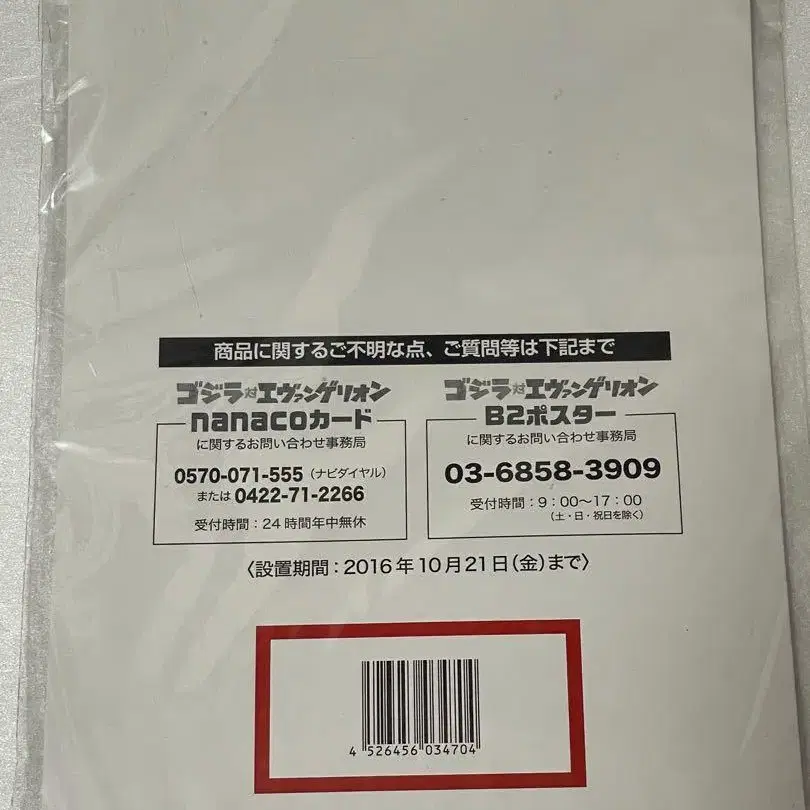 商品に関するご不明な点、ご質問等は下記まで
ゴジラ対エヴァンゲリオン
nanacoカード
に関するお問い合わせ事務局
0570-071-555（ナビダイヤル）
または 0422-71-2266
受付時間：24時間年中無休
ゴジラ対エヴァンゲリオン
B2ポスター
に関するお問い合わせ事務局
03-6858-3909
受付時間：9：00〜17：00
（土・日・祝日を除く）
〈設置期間：2016年10月21日（金）まで〉
4 526456 034704